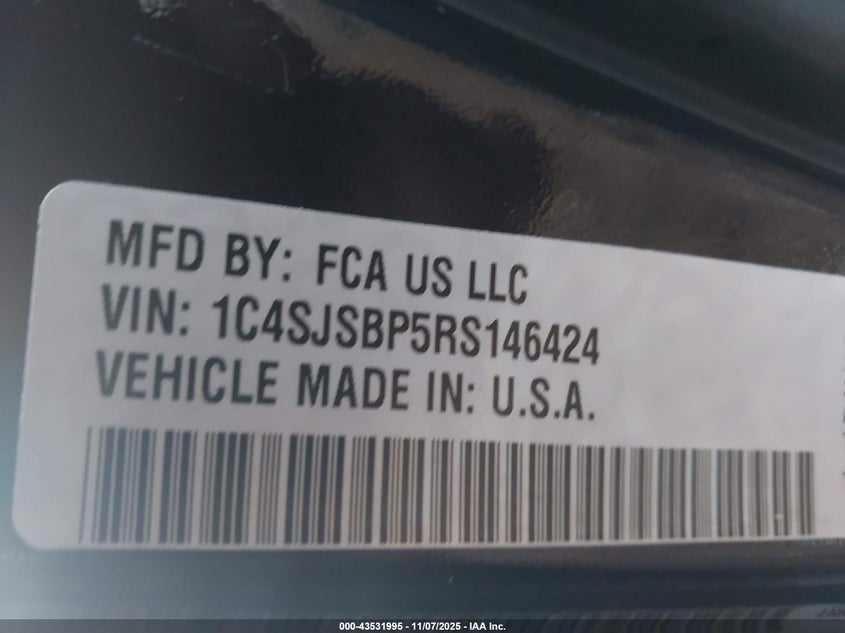 MFD BY: FCA US LLC
VIN: 1C4SJSBP5RS146424
VEHICLE MADE IN: U.S.A.
000-43531995 - 11/07/2025 - IAA Inc.